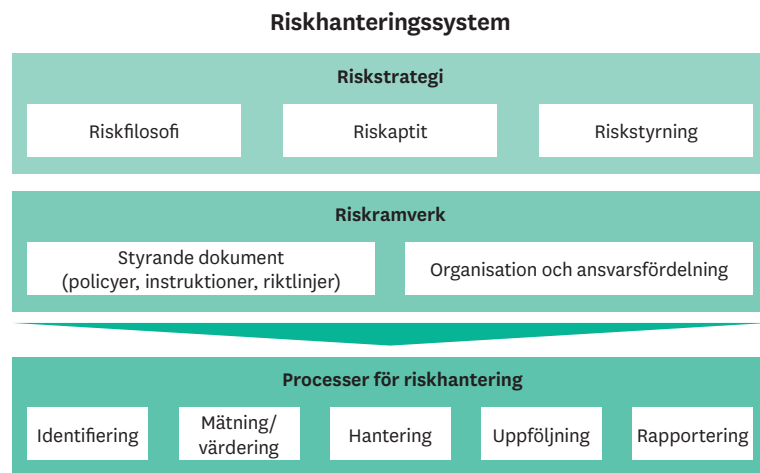 Riskhanteringssystem
Riskstrategi
Riskfilosofi
Riskaptit
Riskstyrning
Riskramverk
Styrande dokument
(policyer, instruktioner, riktlinjer)
Organisation och ansvarsfördelning
Processer för riskhantering
Identifiering
Mätning/
värdering
Hantering
Uppföljning
Rapportering